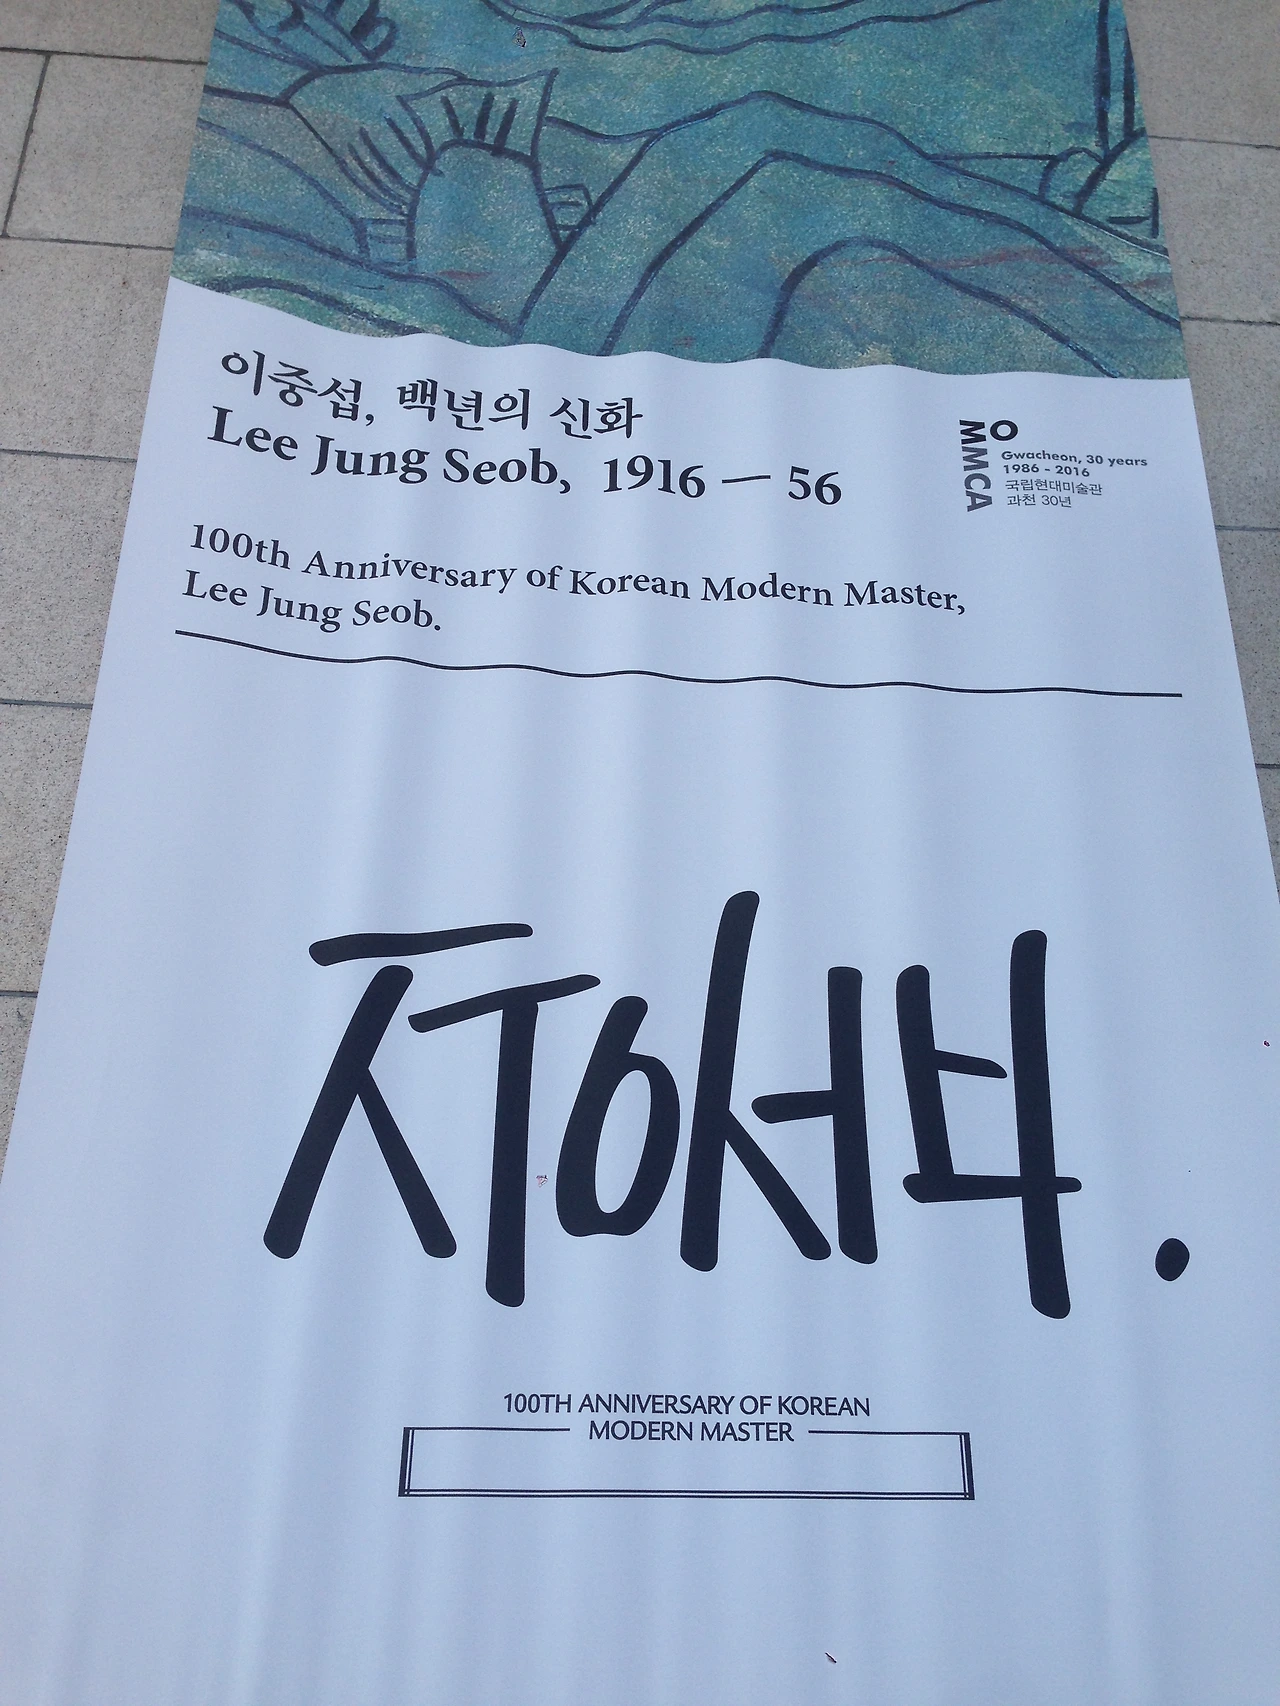 이중섭, 백년의 신화
Lee Jung Seob, 1916 — 56
MMCA
Gwacheon, 30 years
1986 - 2016
국립현대미술관
과천 30년
100th Anniversary of Korean Modern Master,
Lee Jung Seob.
ㅈㅜㅇㅅㅓㅂ.
100TH ANNIVERSARY OF KOREAN
MODERN MASTER